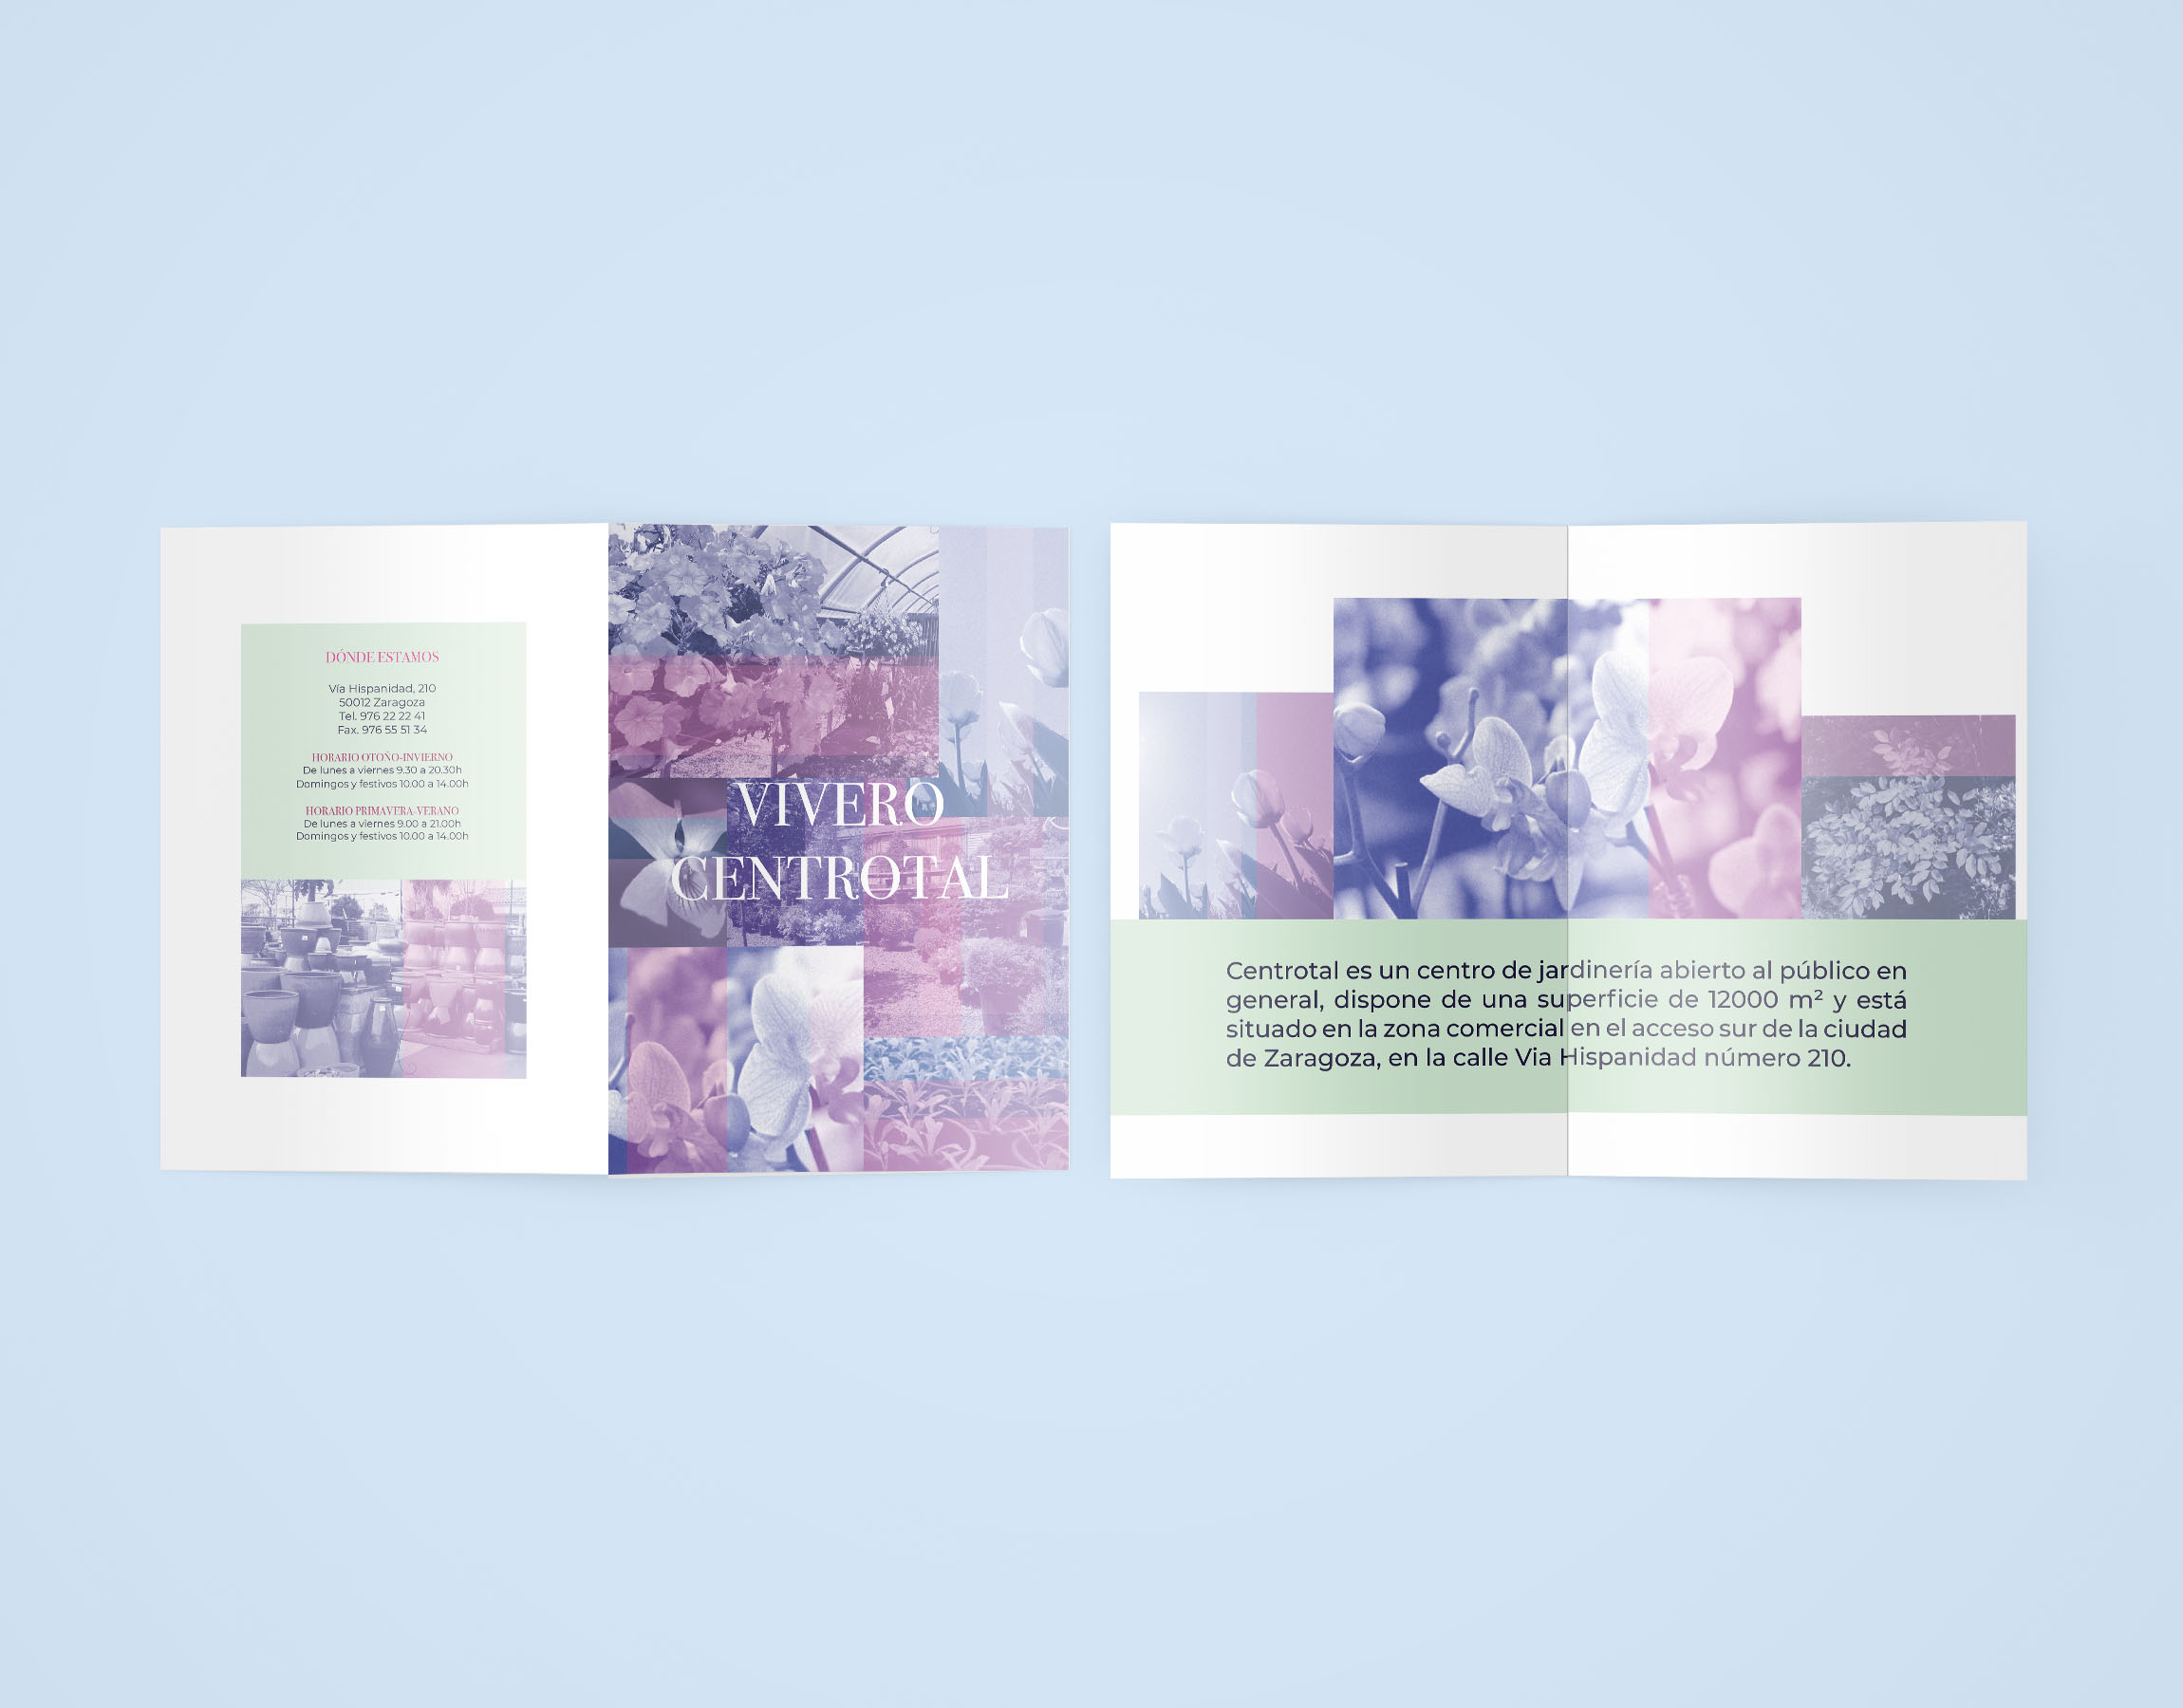 DÓNDE ESTAMOS
Vía Hispanidad, 210
50012 Zaragoza
Tel. 976 22 22 41
Fax. 976 55 51 34
HORARIO OTOÑO-INVIERNO
De lunes a viernes 9.30 a 20.30h
Domingos y festivos 10.00 a 14.00h
HORARIO PRIMAVERA-VERANO
De lunes a viernes 9.00 a 21.00h
Domingos y festivos 10.00 a 14.00h
VIVERO
CENTROTAL
Centrotal es un centro de jardinería abierto al público en
general, dispone de una superficie de 12000 m² y está
situado en la zona comercial en el acceso sur de la ciudad
de Zaragoza, en la calle Via Hispanidad número 210.